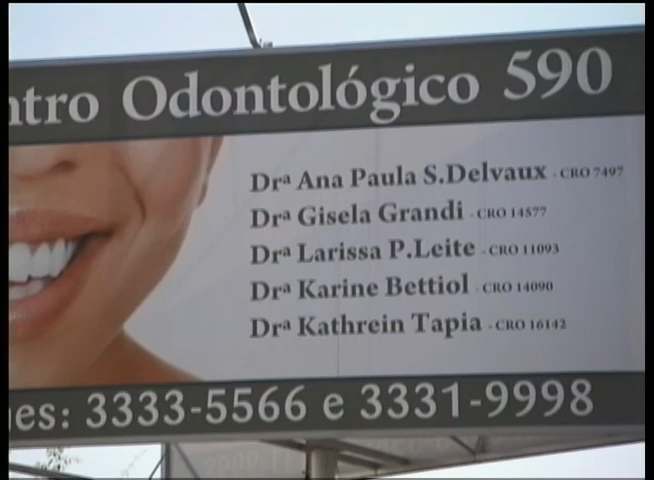 ntro Odontológico 590
Drª Ana Paula S.Delvaux - CRO 7497
Drª Gisela Grandi - CRO 14577
Drª Larissa P.Leite - CRO 11093
Drª Karine Bettiol - CRO 14090
Drª Kathrein Tapia - CRO 16142
es: 3333-5566 e 3331-9998